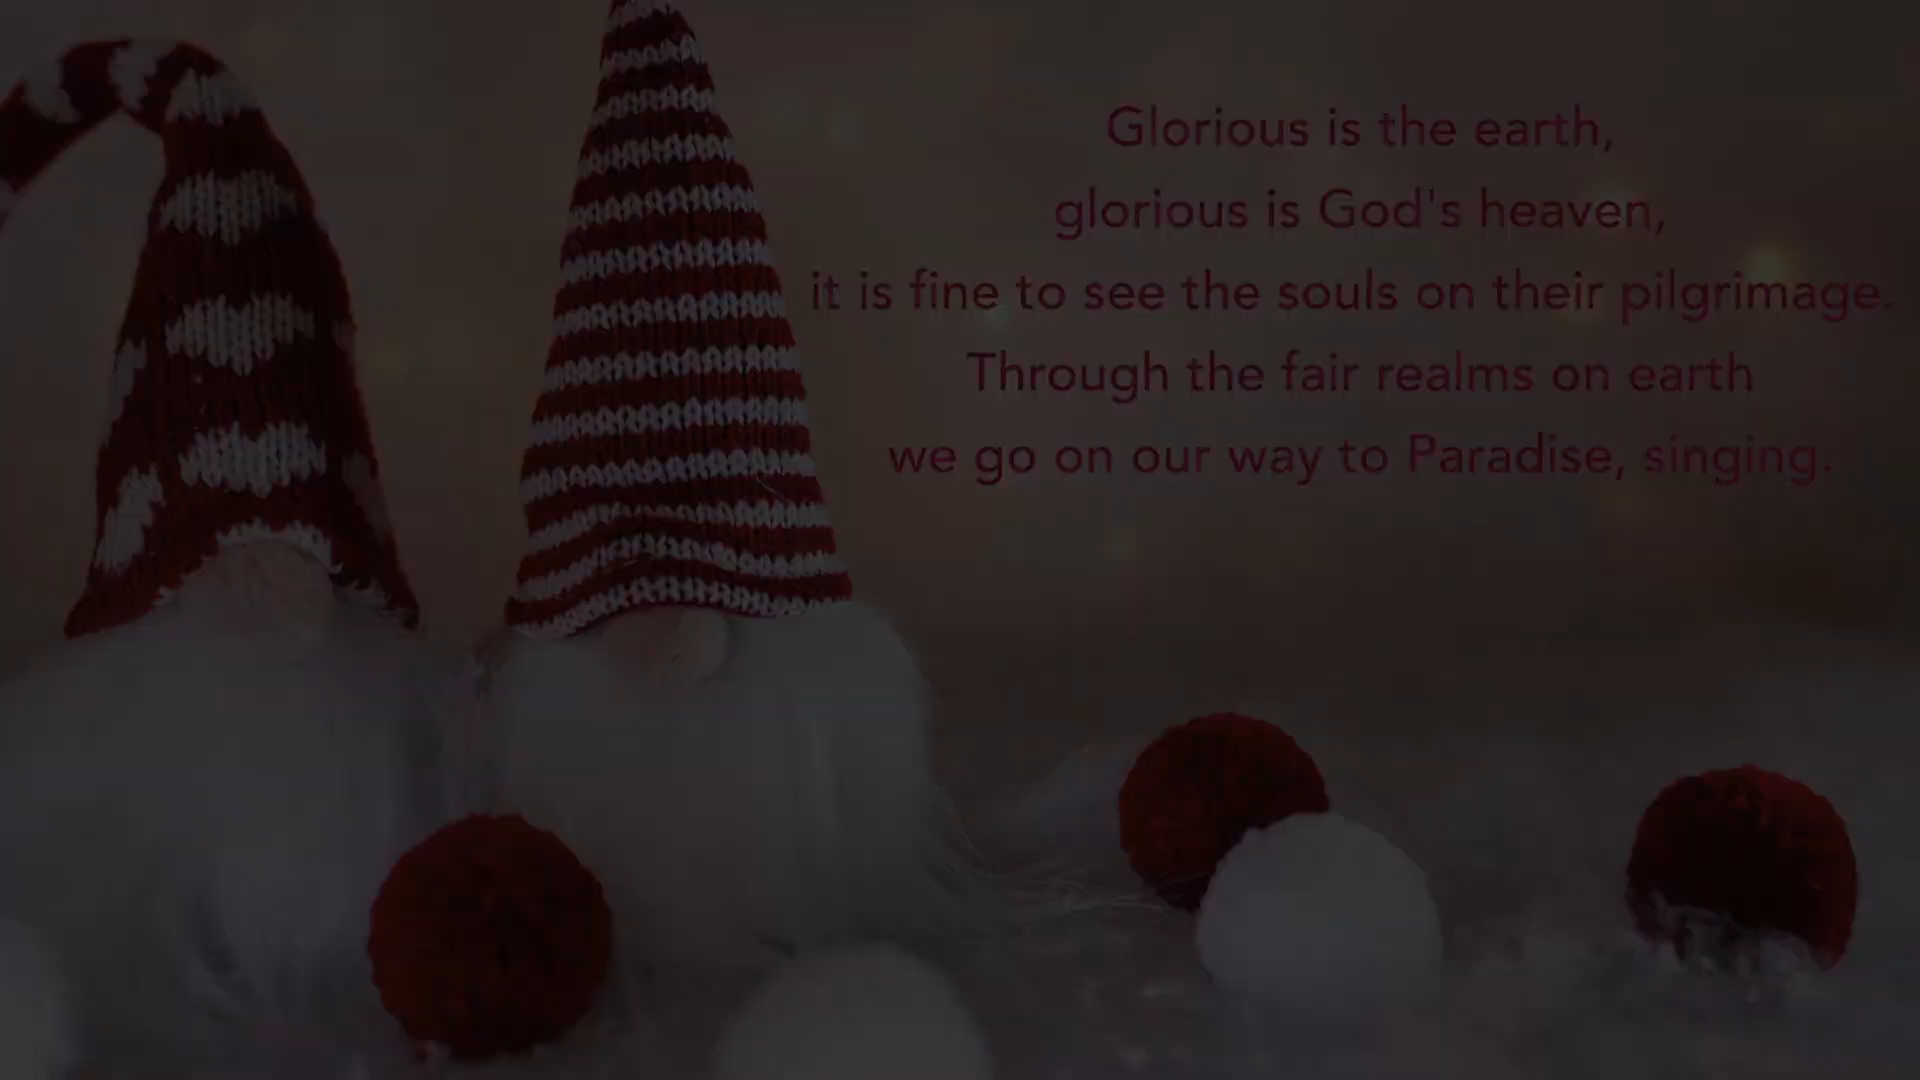 Glorious is the earth,
glorious is God's heaven,
it is fine to see the souls on their pilgrimage.
Through the fair realms on earth
we go on our way to Paradise, singing.